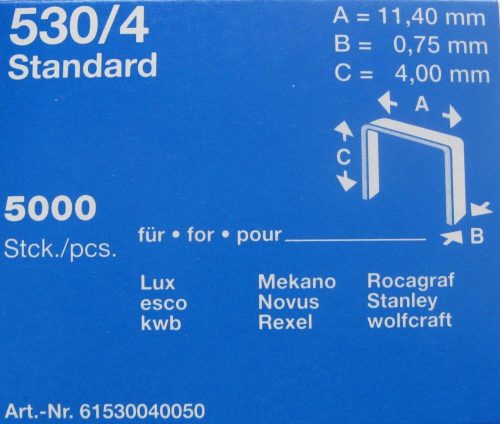 530/4
Standard
A = 11,40 mm
B = 0,75 mm
C = 4,00 mm
A
C
B
5000
Stck./pcs.
für • for • pour
Lux Mekano Rocagraf
esco Novus Stanley
kwb Rexel wolfcraft
Art.-Nr. 61530040050